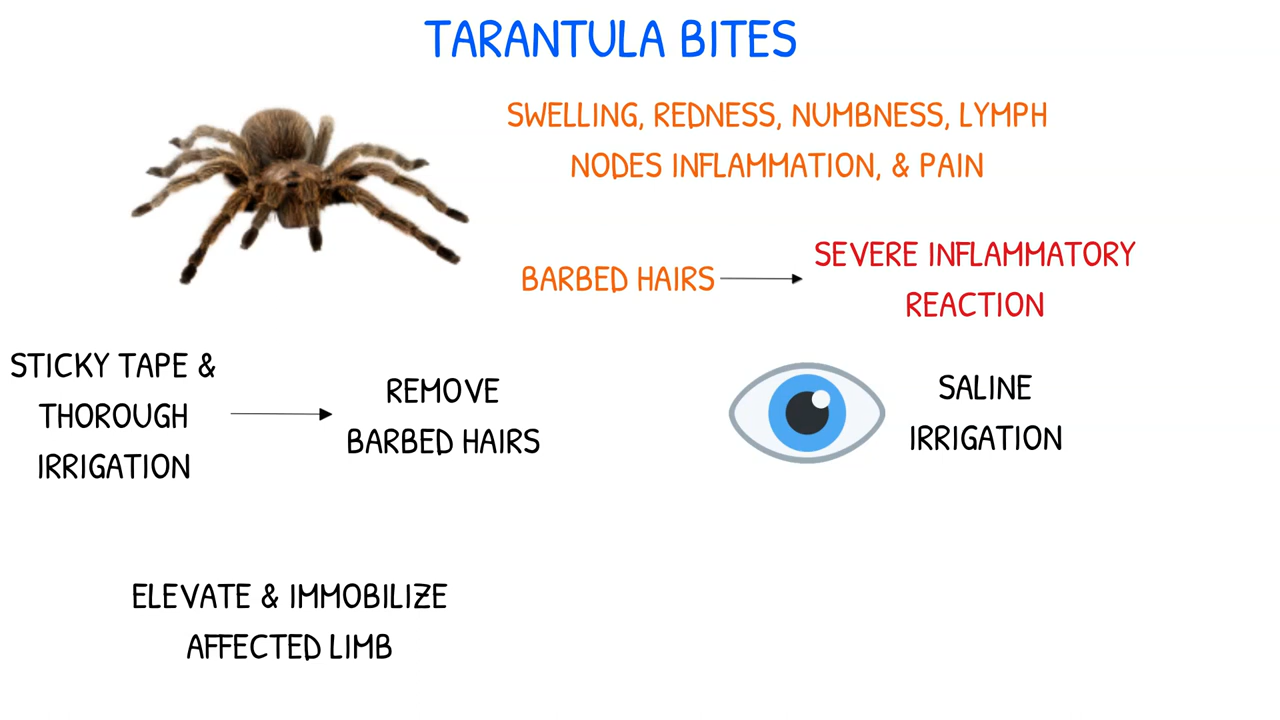 TARANTULA BITES
SWELLING, REDNESS, NUMBNESS, LYMPH
NODES INFLAMMATION, & PAIN
BARBED HAIRS
SEVERE INFLAMMATORY
REACTION
STICKY TAPE &
THOROUGH
IRRIGATION
REMOVE
BARBED HAIRS
SALINE
IRRIGATION
ELEVATE & IMMOBILIZE
AFFECTED LIMB